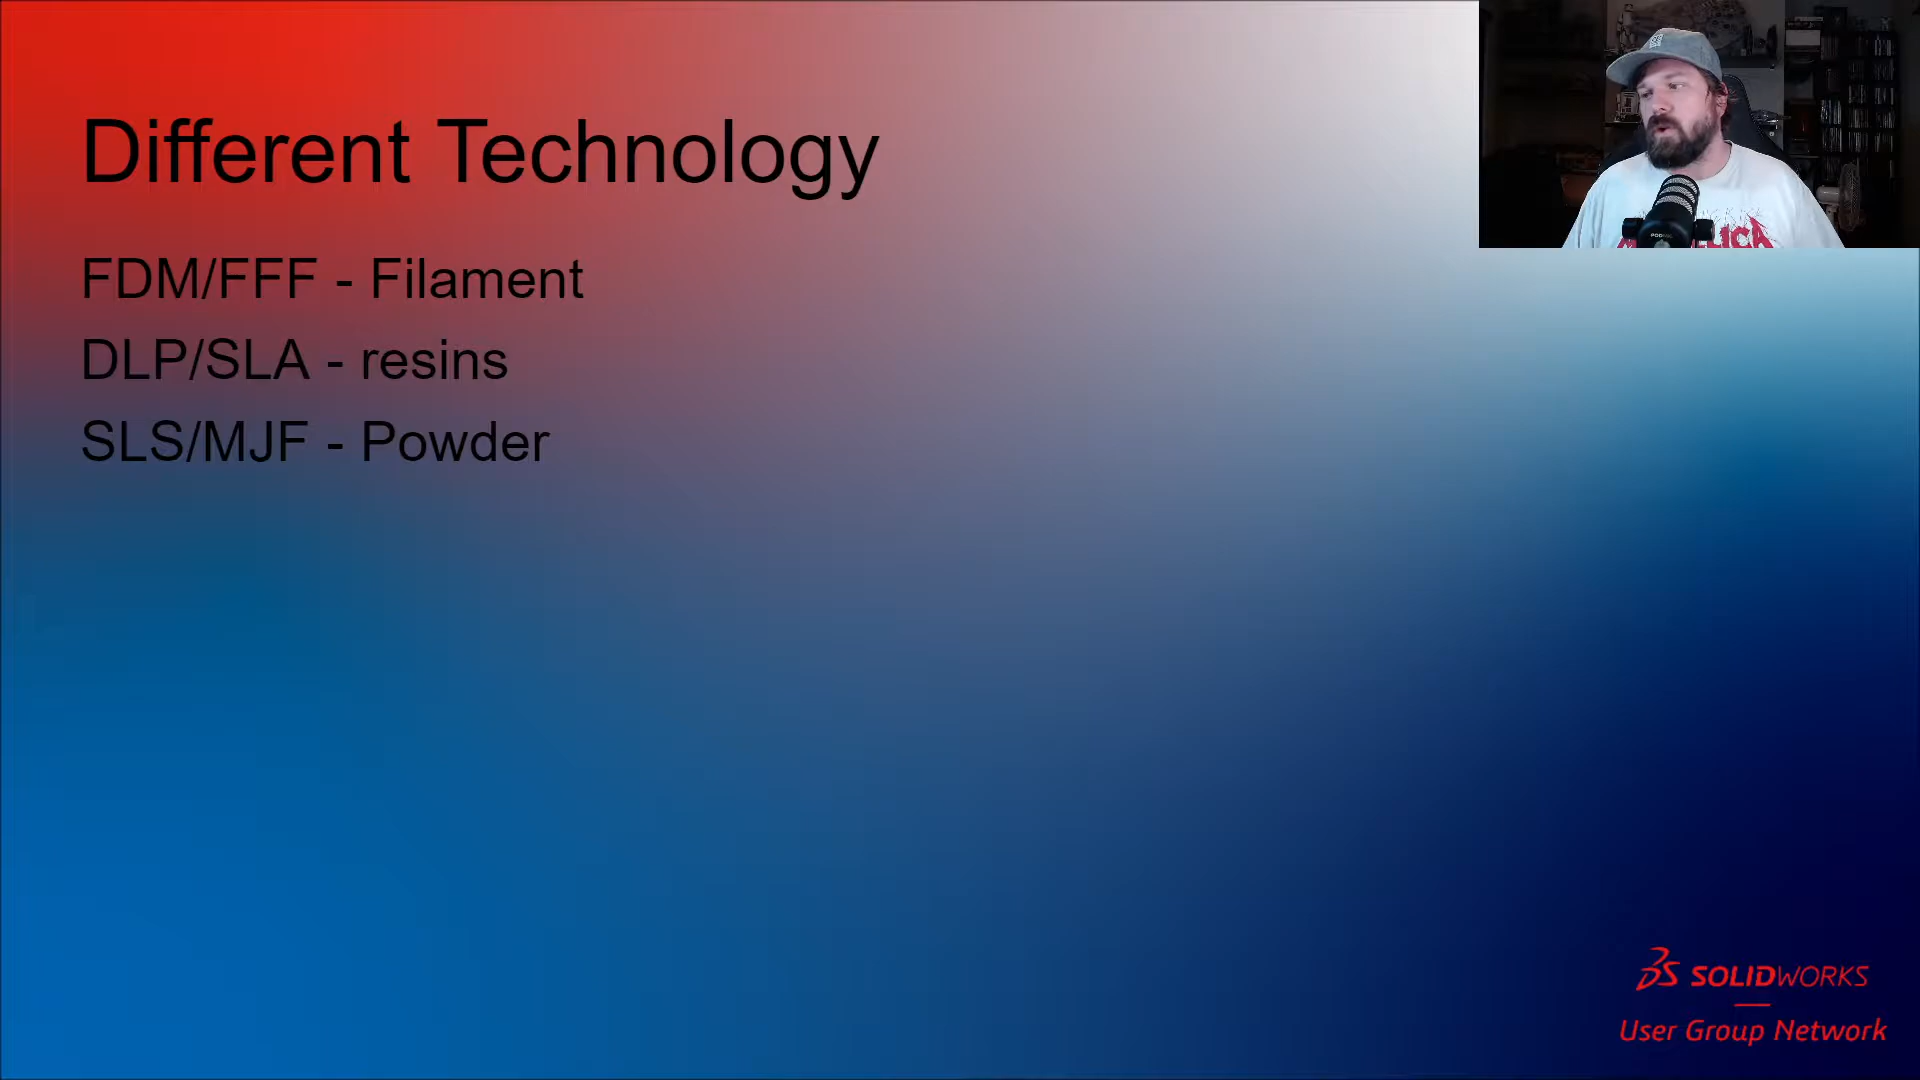 Different Technology
FDM/FFF - Filament
DLP/SLA - resins
SLS/MJF - Powder
SOLIDWORKS
User Group Network